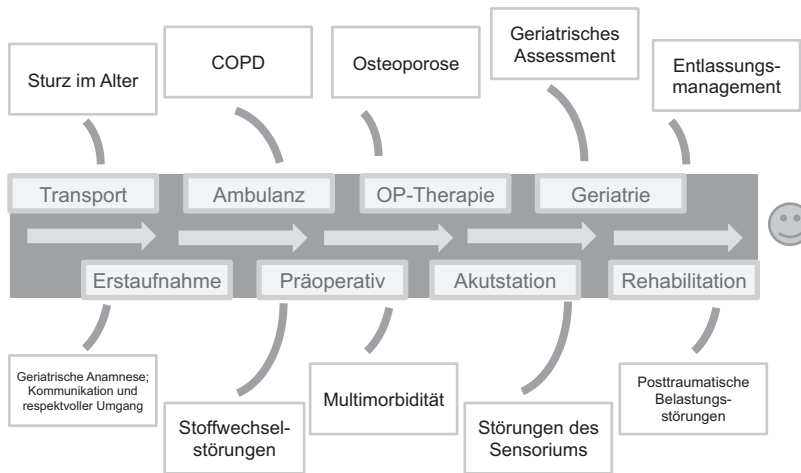 Sturz im Alter
COPD
Osteoporose
Geriatrisches
Assessment
Entlassungs-
management
Transport
Ambulanz
OP-Therapie
Geriatrie
Erstaufnahme
Präoperativ
Akutstation
Rehabilitation
Geriatrische Anamnese;
Kommunikation und
respektvoller Umgang
Stoffwechsel-
störungen
Multimorbidität
Störungen des
Sensoriums
Posttraumatische
Belastungs-
störungen